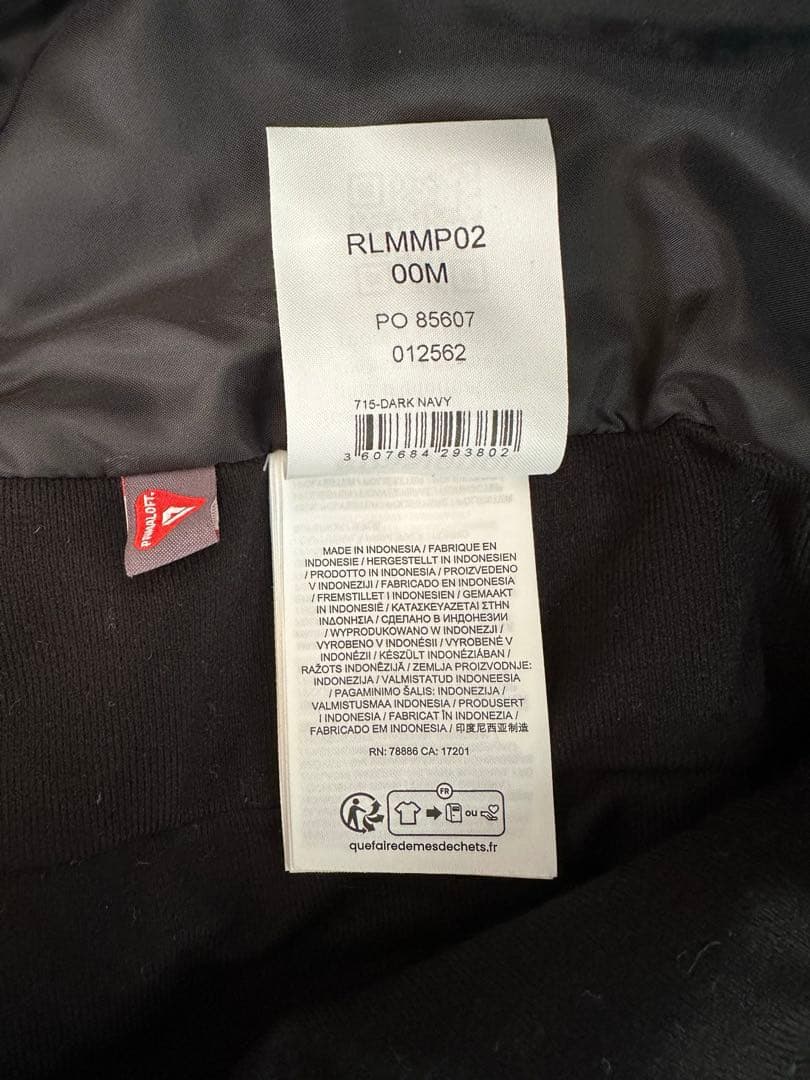 RLMMP02
00M
PO 85607
012562
715-DARK NAVY
3 607684 293802
PRIMALOFT
MADE IN INDONESIA / FABRIQUE EN
INDONESIE / HERGESTELLT IN INDONESIEN
/ PRODOTTO IN INDONESIA / PROIZVEDENO
V INDONEZIJI / FABRICADO EN INDONESIA
/ FREMSTILLET I INDONESIEN / GEMAAKT
IN INDONESIË / ΚΑΤΑΣΚΕΥΑΖΕΤΑΙ ΣΤΗΝ
ΙΝΔΟΝΗΣΙΑ / СДЕЛАНО В ИНДОНЕЗИИ
/ WYPRODUKOWANO W INDONEZJI /
VYROBENO V INDONÉSII / VYROBENÉ V
INDONÉZII / KÉSZÜLT INDONÉZIÁBAN /
RAŽOTS INDONĒZIJĀ / ZEMLJA PROIZVODNJE:
INDONEZIJA / VALMISTATUD INDONEESIA
/ PAGAMINIMO ŠALIS: INDONEZIJA /
VALMISTUSMAA INDONESIA / PRODUSERT
I INDONESIA / FABRICAT ÎN INDONEZIA /
FABRICADO EM INDONESIA / 印度尼西亚制造
RN: 78886 CA: 17201
FR
OU
quefairedemesdechets.fr